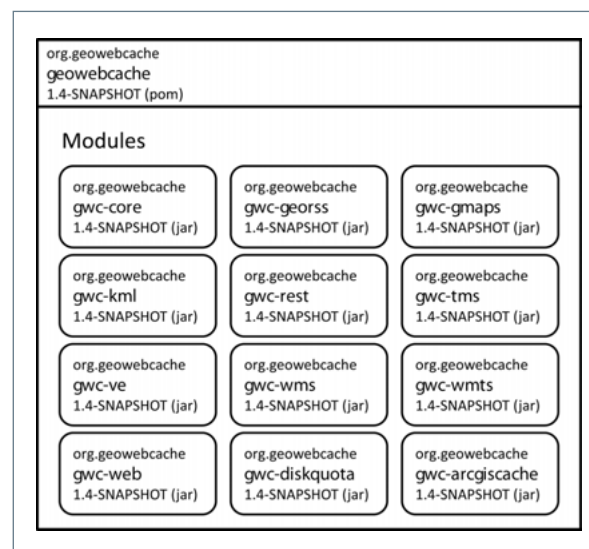 org.geowebcache
geowebcache
1.4-SNAPSHOT (pom)
Modules
org.geowebcache
gwc-core
1.4-SNAPSHOT (jar)
org.geowebcache
gwc-georss
1.4-SNAPSHOT (jar)
org.geowebcache
gwc-gmaps
1.4-SNAPSHOT (jar)
org.geowebcache
gwc-kml
1.4-SNAPSHOT (jar)
org.geowebcache
gwc-rest
1.4-SNAPSHOT (jar)
org.geowebcache
gwc-tms
1.4-SNAPSHOT (jar)
org.geowebcache
gwc-ve
1.4-SNAPSHOT (jar)
org.geowebcache
gwc-wms
1.4-SNAPSHOT (jar)
org.geowebcache
gwc-wmts
1.4-SNAPSHOT (jar)
org.geowebcache
gwc-web
1.4-SNAPSHOT (jar)
org.geowebcache
gwc-diskquota
1.4-SNAPSHOT (jar)
org.geowebcache
gwc-arcgiscache
1.4-SNAPSHOT (jar)